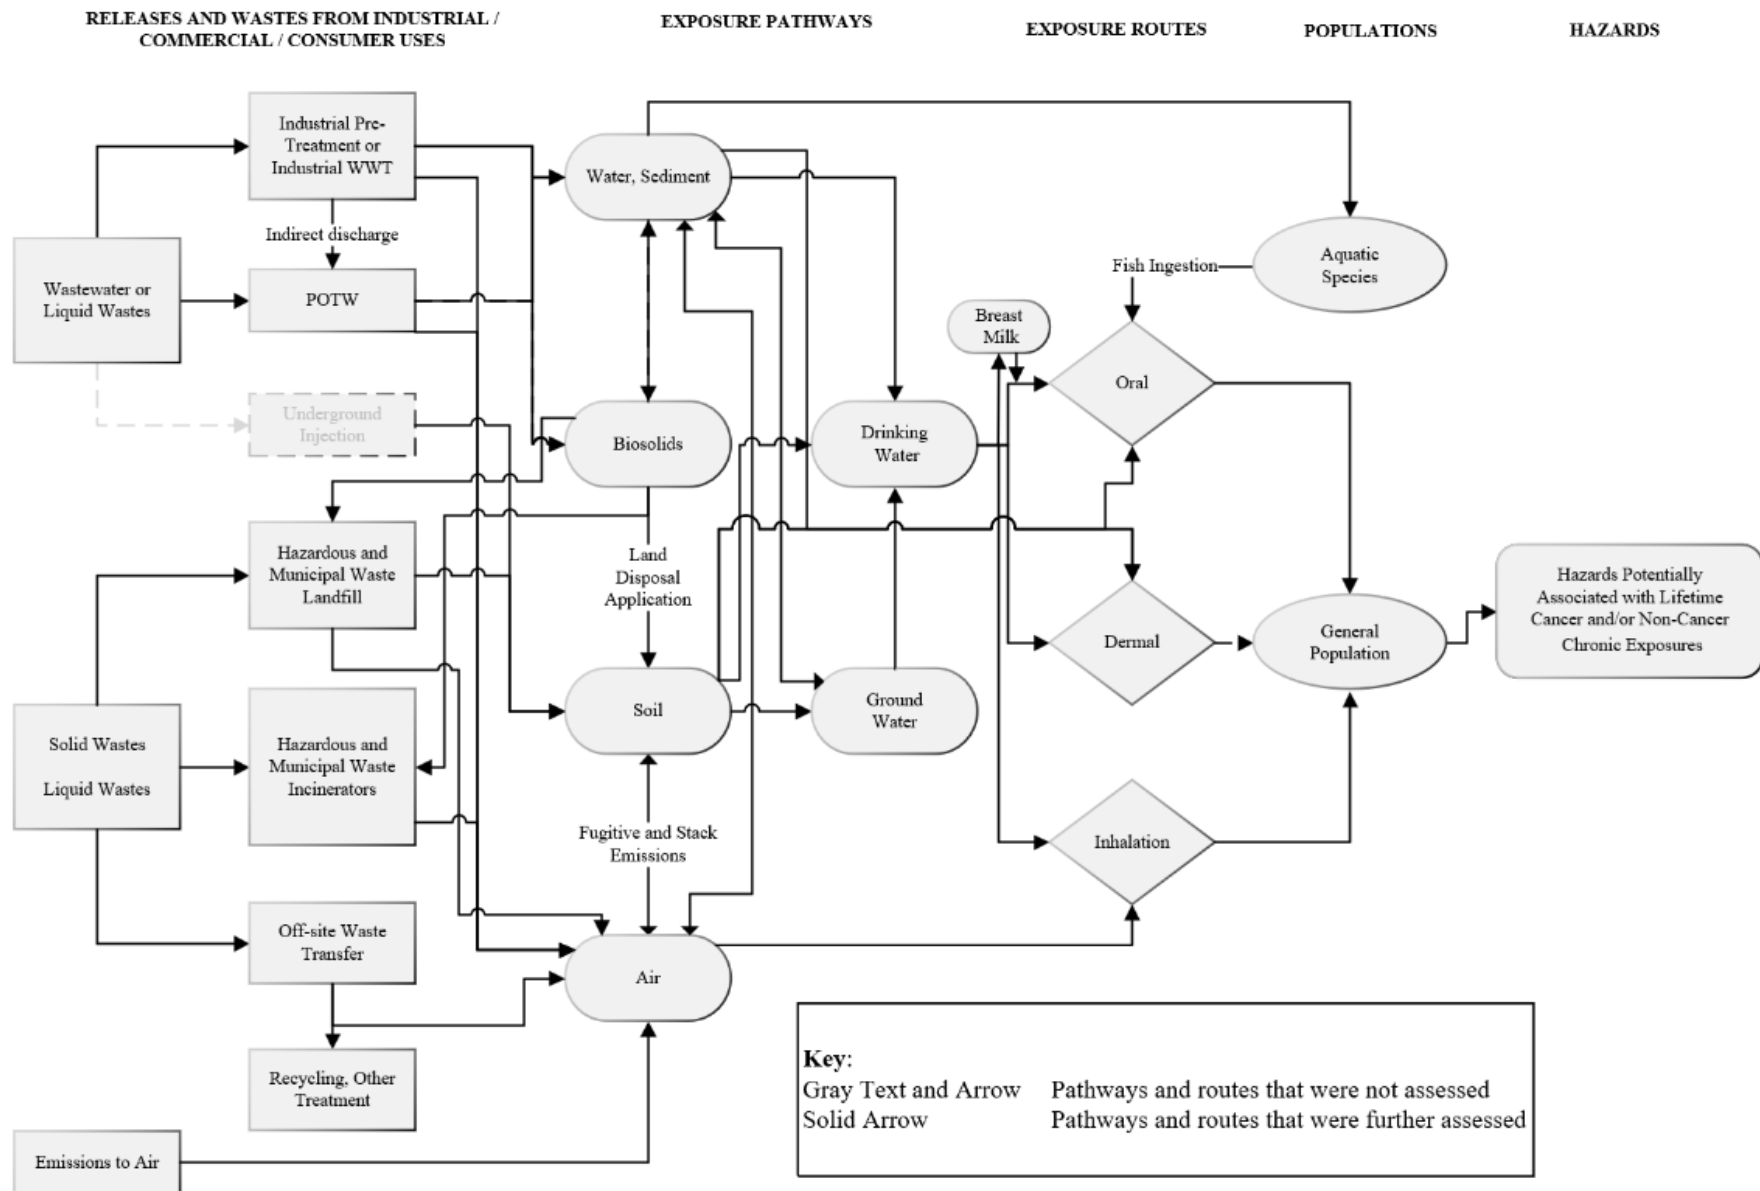 RELEASES AND WASTES FROM INDUSTRIAL /
COMMERCIAL / CONSUMER USES
EXPOSURE PATHWAYS
EXPOSURE ROUTES
POPULATIONS
HAZARDS
Industrial Pre-
Treatment or
Industrial WWT
Indirect discharge
Wastewater or
Liquid Wastes
POTW
Underground
Injection
Hazardous and
Municipal Waste
Landfill
Solid Wastes
Liquid Wastes
Hazardous and
Municipal Waste
Incinerators
Off-site Waste
Transfer
Recycling, Other
Treatment
Emissions to Air
Water, Sediment
Biosolids
Land
Disposal
Application
Soil
Fugitive and Stack
Emissions
Air
Drinking
Water
Ground
Water
Breast
Milk
Fish Ingestion
Oral
Dermal
Inhalation
Aquatic
Species
General
Population
Hazards Potentially
Associated with Lifetime
Cancer and/or Non-Cancer
Chronic Exposures
Key:
Gray Text and Arrow Pathways and routes that were not assessed
Solid Arrow Pathways and routes that were further assessed